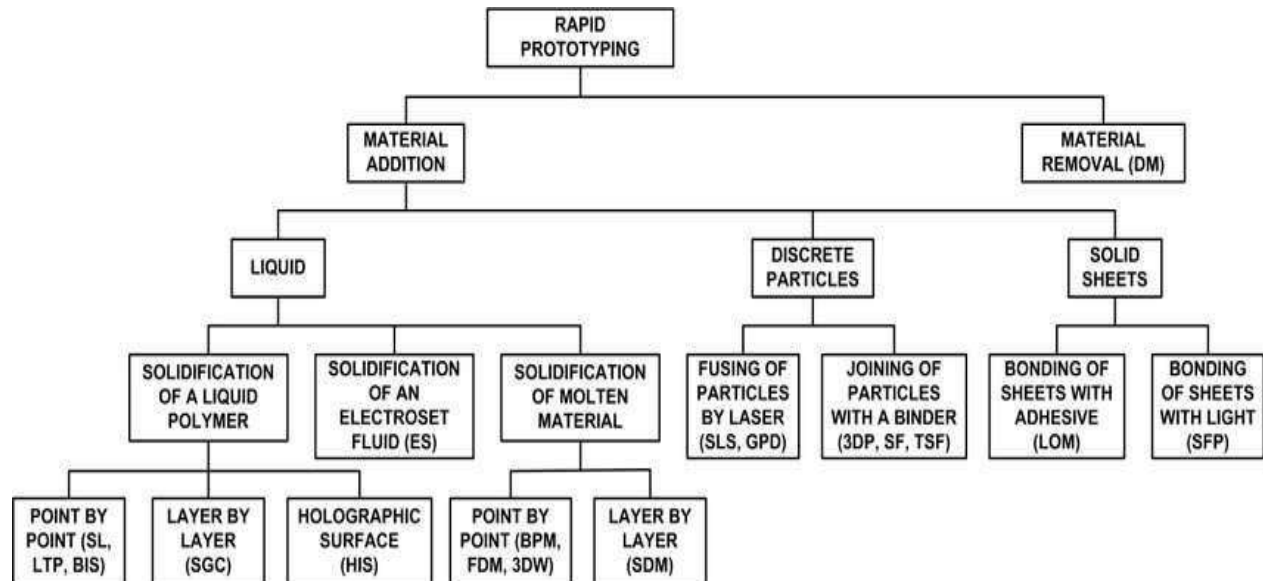 RAPID
PROTOTYPING
MATERIAL
ADDITION
MATERIAL
REMOVAL (DM)
LIQUID
DISCRETE
PARTICLES
SOLID
SHEETS
SOLIDIFICATION
OF A LIQUID
POLYMER
SOLIDIFICATION
OF AN
ELECTROSET
FLUID (ES)
SOLIDIFICATION
OF MOLTEN
MATERIAL
FUSING OF
PARTICLES
BY LASER
(SLS, GPD)
JOINING OF
PARTICLES
WITH A BINDER
(3DP, SF, TSF)
BONDING OF
SHEETS WITH
ADHESIVE
(LOM)
BONDING
OF SHEETS
WITH LIGHT
(SFP)
POINT BY
POINT (SL,
LTP, BIS)
LAYER BY
LAYER
(SGC)
HOLOGRAPHIC
SURFACE
(HIS)
POINT BY
POINT (BPM,
FDM, 3DW)
LAYER BY
LAYER
(SDM)